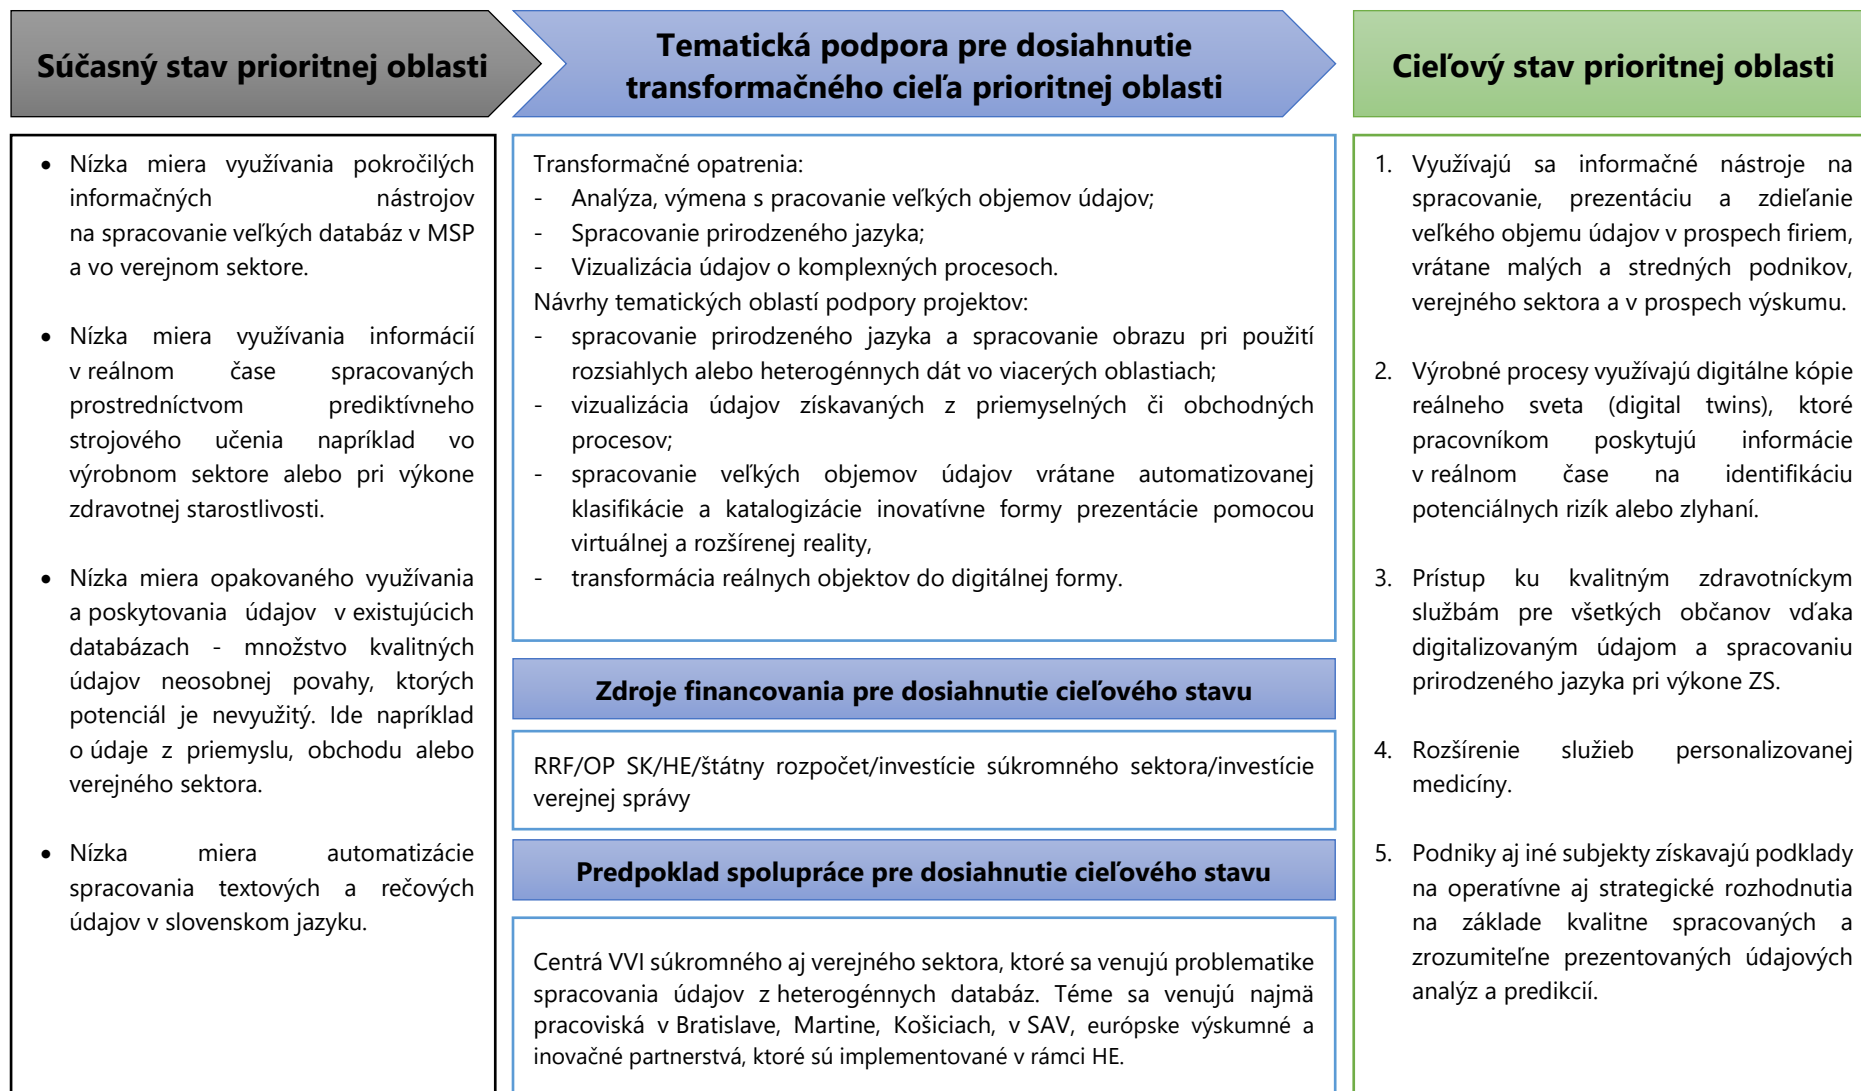 Súčasný stav prioritnej oblasti
Tematická podpora pre dosiahnutie
transformačného cieľa prioritnej oblasti
Cieľový stav prioritnej oblasti
• Nízka miera využívania pokročilých
informačných nástrojov
na spracovanie veľkých databáz v MSP
a vo verejnom sektore.
• Nízka miera využívania informácií
v reálnom čase spracovaných
prostredníctvom prediktívneho
strojového učenia napríklad vo
výrobnom sektore alebo pri výkone
zdravotnej starostlivosti.
• Nízka miera opakovaného využívania
a poskytovania údajov v existujúcich
databázach - množstvo kvalitných
údajov neosobnej povahy, ktorých
potenciál je nevyužitý. Ide napríklad
o údaje z priemyslu, obchodu alebo
verejného sektora.
• Nízka miera automatizácie
spracovania textových a rečových
údajov v slovenskom jazyku.
Transformačné opatrenia:
- Analýza, výmena s pracovanie veľkých objemov údajov;
- Spracovanie prirodzeného jazyka;
- Vizualizácia údajov o komplexných procesoch.
Návrhy tematických oblastí podpory projektov:
- spracovanie prirodzeného jazyka a spracovanie obrazu pri použití
rozsiahlych alebo heterogénnych dát vo viacerých oblastiach;
- vizualizácia údajov získavaných z priemyselných či obchodných
procesov;
- spracovanie veľkých objemov údajov vrátane automatizovanej
klasifikácie a katalogizácie inovatívne formy prezentácie pomocou
virtuálnej a rozšírenej reality,
- transformácia reálnych objektov do digitálnej formy.
Zdroje financovania pre dosiahnutie cieľového stavu
RRF/OP SK/HE/štátny rozpočet/investície súkromného sektora/investície
verejnej správy
Predpoklad spolupráce pre dosiahnutie cieľového stavu
Centrá VVI súkromného aj verejného sektora, ktoré sa venujú problematike
spracovania údajov z heterogénnych databáz. Téme sa venujú najmä
pracoviská v Bratislave, Martine, Košiciach, v SAV, európske výskumné a
inovačné partnerstvá, ktoré sú implementované v rámci HE.
1. Využívajú sa informačné nástroje na
spracovanie, prezentáciu a zdieľanie
veľkého objemu údajov v prospech firiem,
vrátane malých a stredných podnikov,
verejného sektora a v prospech výskumu.
2. Výrobné procesy využívajú digitálne kópie
reálneho sveta (digital twins), ktoré
pracovníkom poskytujú informácie
v reálnom čase na identifikáciu
potenciálnych rizík alebo zlyhaní.
3. Prístup ku kvalitným zdravotníckym
službám pre všetkých občanov vďaka
digitalizovaným údajom a spracovaniu
prirodzeného jazyka pri výkone ZS.
4. Rozšírenie služieb personalizovanej
medicíny.
5. Podniky aj iné subjekty získavajú podklady
na operatívne aj strategické rozhodnutia
na základe kvalitne spracovaných a
zrozumiteľne prezentovaných údajových
analýz a predikcií.